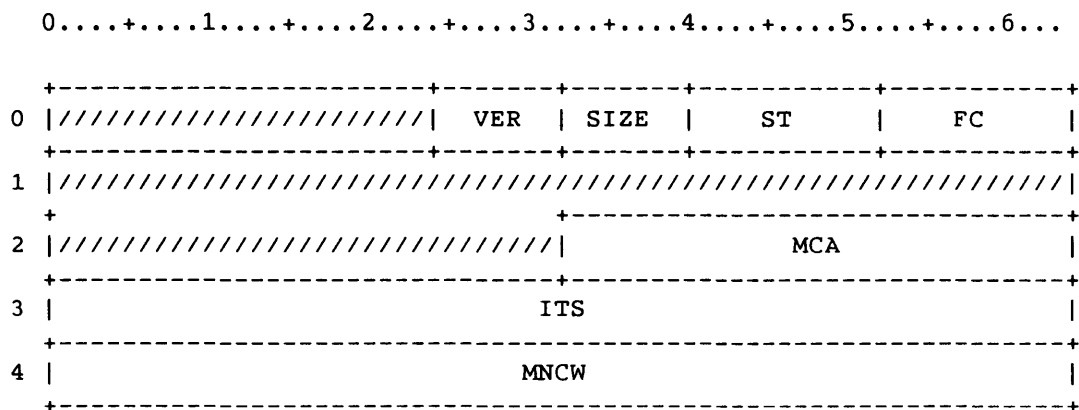 0....+....1....+....2....+....3....+....4....+....5....+....6...
+-----------------------+-------+-------+-----------+-----------+
0 |///////////////////////| VER | SIZE | ST | FC |
+-----------------------+-------+-------+-----------+-----------+
1 |///////////////////////////////////////////////////////////////|
+ +-------------------------------+
2 |///////////////////////////////| MCA |
+-------------------------------+-------------------------------+
3 | ITS |
+---------------------------------------------------------------+
4 | MNCW |
+---------------------------------------------------------------+